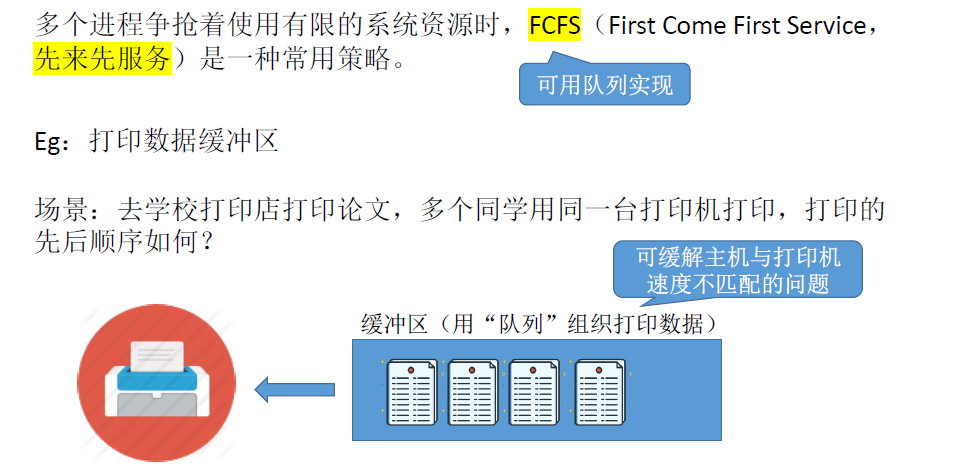 多个进程争抢着使用有限的系统资源时，FCFS（First Come First Service，
先来先服务）是一种常用策略。
可用队列实现
Eg：打印数据缓冲区
场景：去学校打印店打印论文，多个同学用同一台打印机打印，打印的
先后顺序如何？
可缓解主机与打印机
速度不匹配的问题
缓冲区（用“队列”组织打印数据）